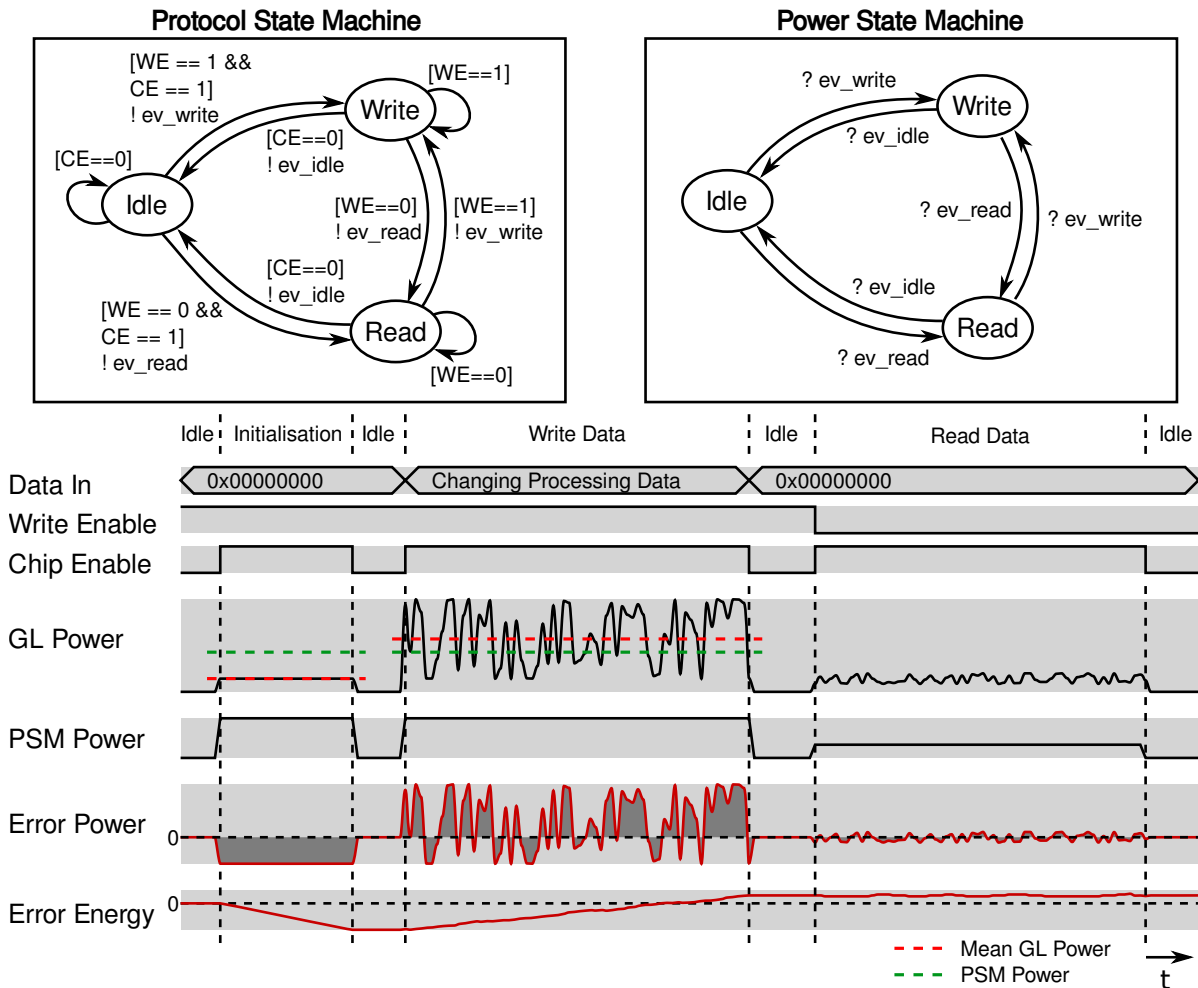 Protocol State Machine
Power State Machine
[WE == 1 &&
CE == 1]
! ev_write
[WE==1]
Write
[CE==0]
! ev_idle
[CE==0]
Idle
[WE==0]
! ev_read
[WE==1]
! ev_write
[CE==0]
! ev_idle
[WE == 0 &&
CE == 1]
! ev_read
Read
[WE==0]
? ev_write
Write
? ev_idle
Idle
? ev_read
? ev_write
? ev_idle
Read
? ev_read
Idle Initialisation Idle Write Data Idle Read Data Idle
Data In 0x00000000 Changing Processing Data 0x00000000
Write Enable
Chip Enable
GL Power
PSM Power
Error Power 0
Error Energy 0
Mean GL Power
PSM Power
t